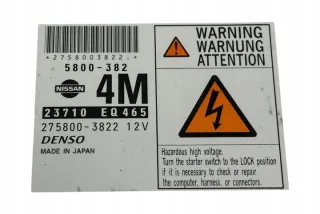 *2758003822.*
5800-382
NISSAN
4M
23710 EQ465
275800-3822 12V
DENSO
MADE IN JAPAN
WARNING
WARNUNG
ATTENTION
Hazardous high voltage.
Turn the starter switch to the LOCK position
if it is necessary to check or repair
the computer, harness, or connectors.